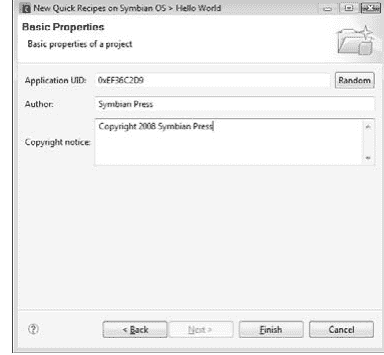 New Quick Recipes on Symbian OS > Hello World
Basic Properties
Basic properties of a project
Application UID: 0xEF36C2D9 Random
Author: Symbian Press
Copyright notice: Copyright 2008 Symbian Press
? < Back Next > Finish Cancel